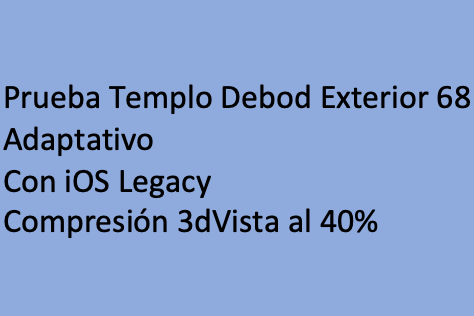 Prueba Templo Debod Exterior 68
Adaptativo
Con iOS Legacy
Compresión 3dVista al 40%